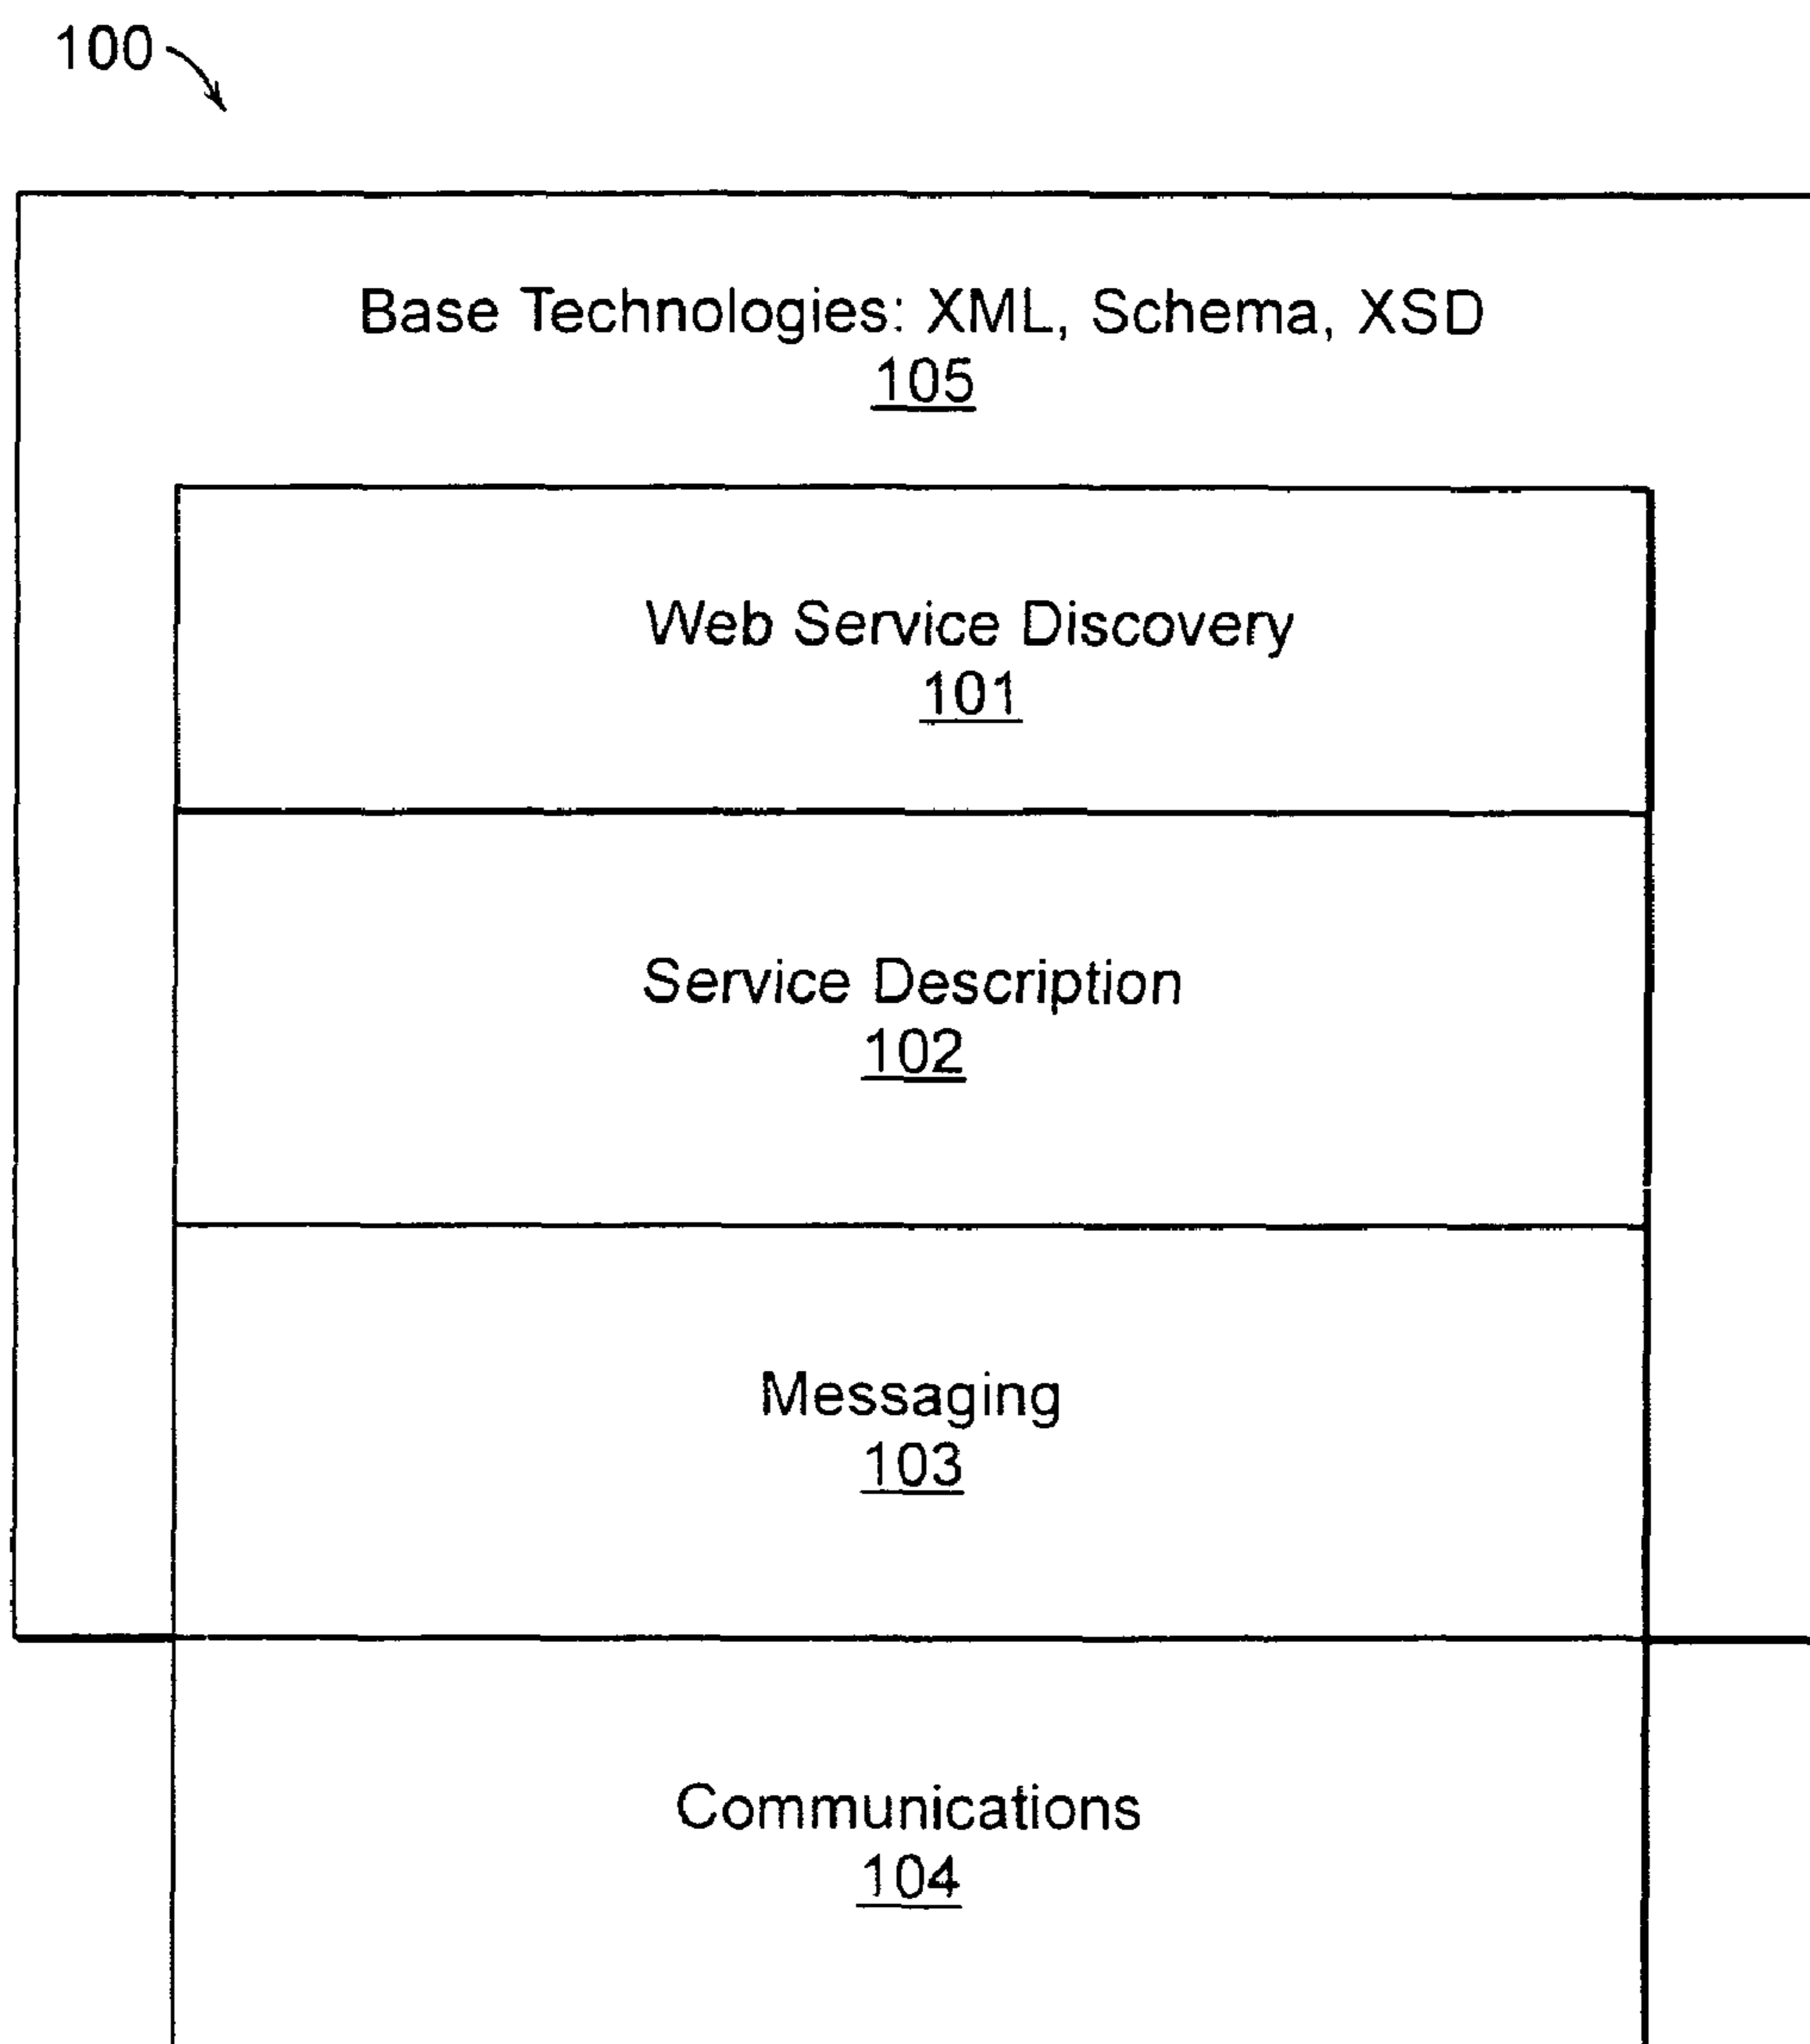 100
Base Technologies: XML, Schema, XSD
105
Web Service Discovery
101
Service Description
102
Messaging
103
Communications
104